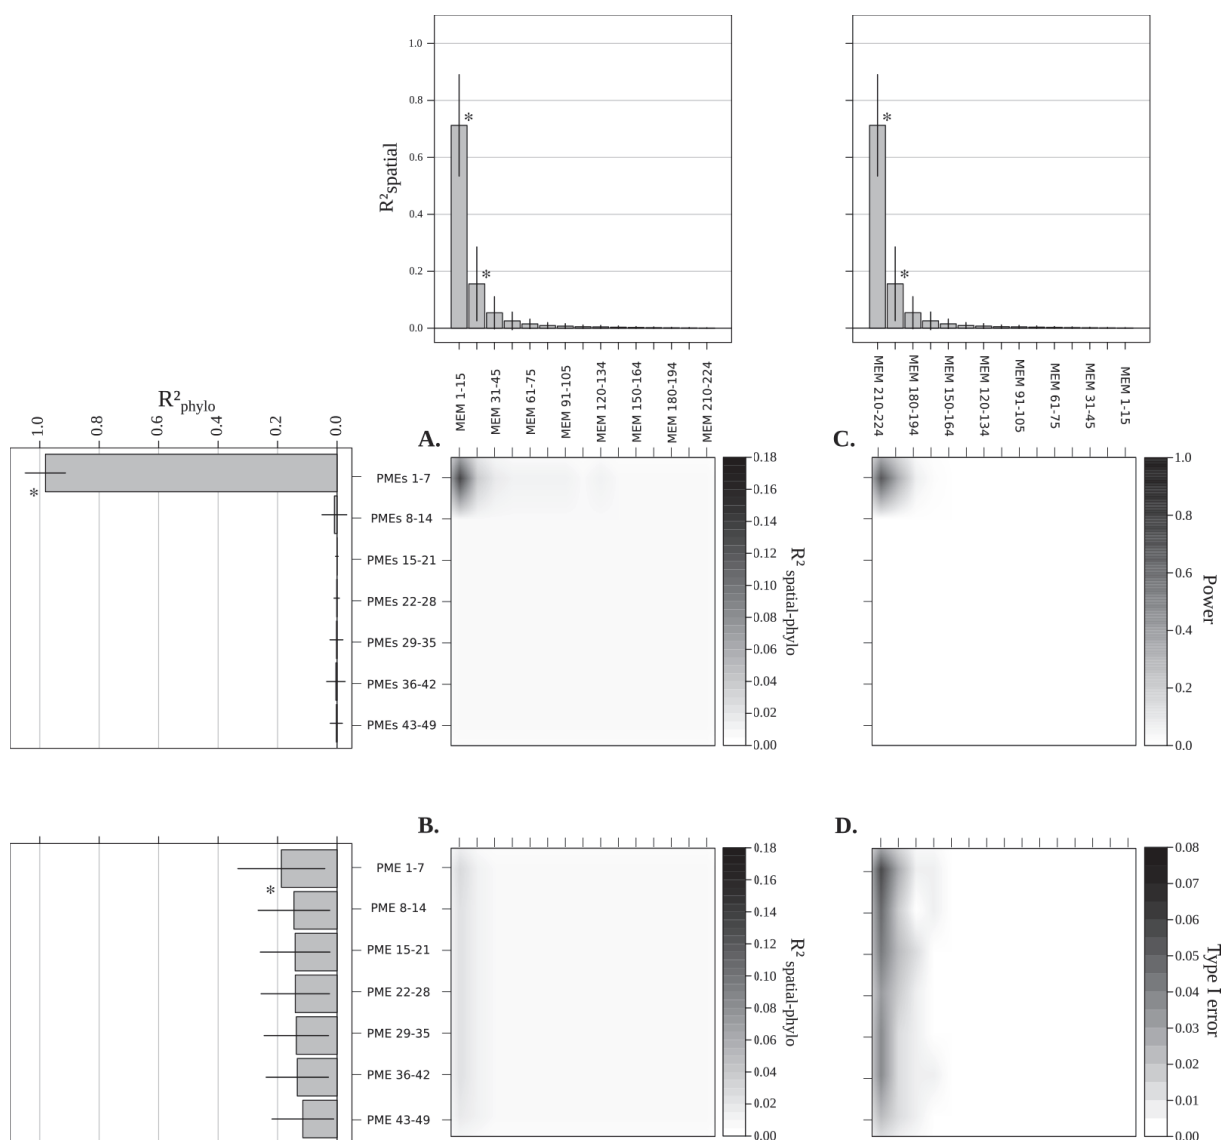 1.0
0.8
0.6
0.4
0.2
0.0
R²spatial
*
*
*
*
MEM 1-15
MEM 31-45
MEM 61-75
MEM 91-105
MEM 120-134
MEM 150-164
MEM 180-194
MEM 210-224
MEM 210-224
MEM 180-194
MEM 150-164
MEM 120-134
MEM 91-105
MEM 61-75
MEM 31-45
MEM 1-15
R²phylo
1.0
0.8
0.6
0.4
0.2
0.0
*
PMEs 1-7
PMEs 8-14
PMEs 15-21
PMEs 22-28
PMEs 29-35
PMEs 36-42
PMEs 43-49
A.
0.18
0.16
0.14
0.12
0.10
0.08
0.06
0.04
0.02
0.00
R² spatial-phylo
C.
1.0
0.8
0.6
0.4
0.2
0.0
Power
*
PME 1-7
PME 8-14
PME 15-21
PME 22-28
PME 29-35
PME 36-42
PME 43-49
B.
0.18
0.16
0.14
0.12
0.10
0.08
0.06
0.04
0.02
0.00
R² spatial-phylo
D.
0.08
0.07
0.06
0.05
0.04
0.03
0.02
0.01
0.00
Type I error